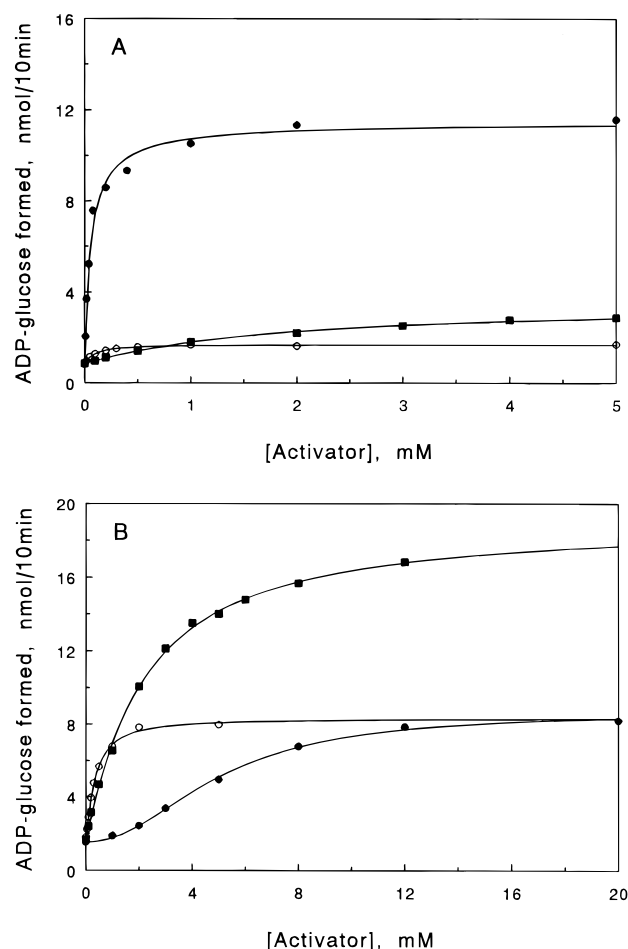 16
A
12
8
4
0
ADP-glucose formed, nmol/10min
0 1 2 3 4 5
[Activator], mM
20
B
16
12
8
4
0
ADP-glucose formed, nmol/10min
0 4 8 12 16 20
[Activator], mM